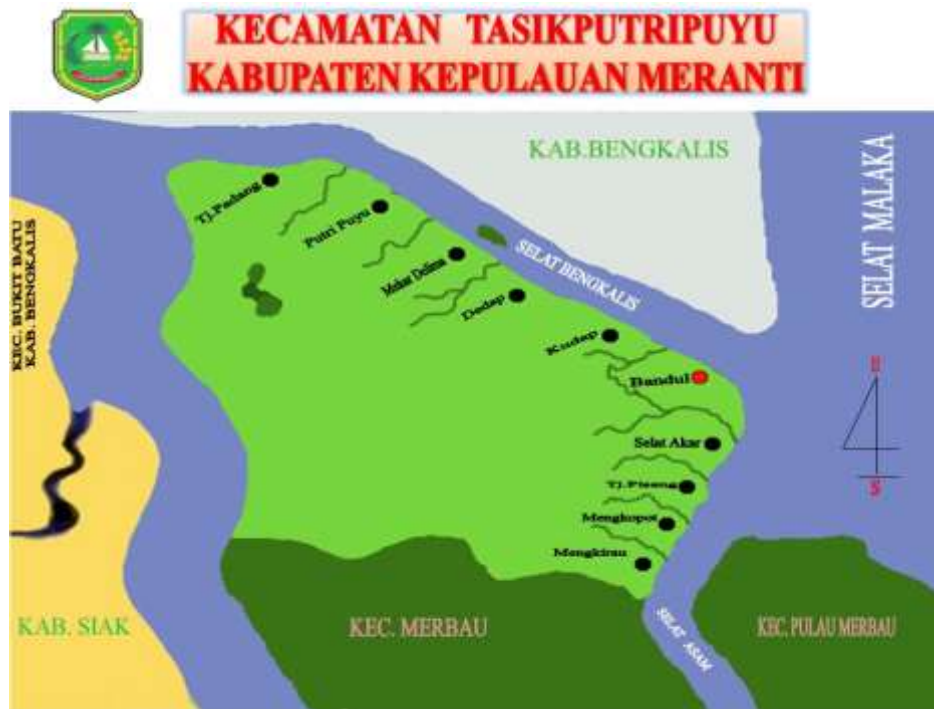 KECAMATAN TASIKPUTRIPUYU
KABUPATEN KEPULAUAN MERANTI
KAB.BENGKALIS
SELAT MALAKA
Tj.Padang
Putri Puyu
SELAT BENGKALIS
KEC. BUKIT BATU
KAB. BENGKALIS
Mekar Delima
Dedap
Kudap
Bandul
Selat Akar
Tj.Pisang
S
Mengkopot
Mengkirau
KAB. SIAK
KEC. MERBAU
SELAT ASAM
KEC. PULAU MERBAU